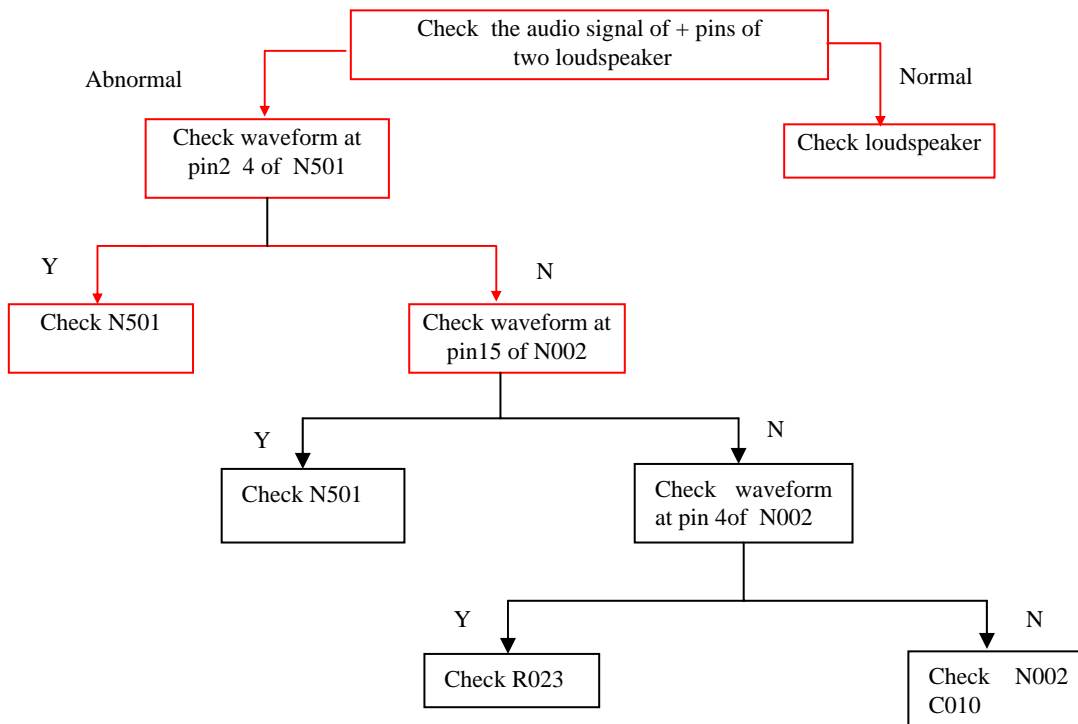 Check the audio signal of + pins of
two loudspeaker
Abnormal
Normal
Check waveform at
pin2 4 of N501
Check loudspeaker
Y
N
Check N501
Check waveform at
pin15 of N002
Y
N
Check N501
Check waveform
at pin 4of N002
Y
N
Check R023
Check N002
C010